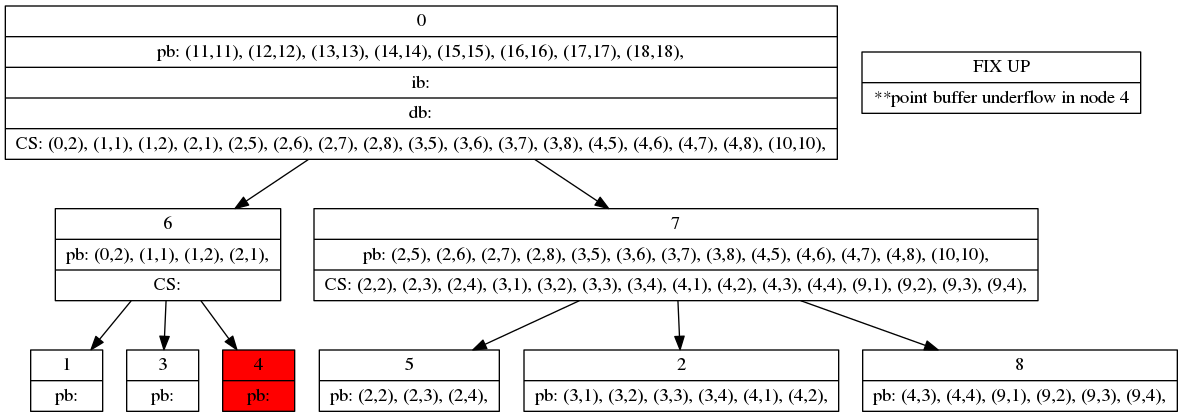 0
pb: (11,11), (12,12), (13,13), (14,14), (15,15), (16,16), (17,17), (18,18),
ib:
db:
CS: (0,2), (1,1), (1,2), (2,1), (2,5), (2,6), (2,7), (2,8), (3,5), (3,6), (3,7), (3,8), (4,5), (4,6), (4,7), (4,8), (10,10),
FIX UP
**point buffer underflow in node 4
6
pb: (0,2), (1,1), (1,2), (2,1),
CS:
7
pb: (2,5), (2,6), (2,7), (2,8), (3,5), (3,6), (3,7), (3,8), (4,5), (4,6), (4,7), (4,8), (10,10),
CS: (2,2), (2,3), (2,4), (3,1), (3,2), (3,3), (3,4), (4,1), (4,2), (4,3), (4,4), (9,1), (9,2), (9,3), (9,4),
1
pb:
3
pb:
4
pb:
5
pb: (2,2), (2,3), (2,4),
2
pb: (3,1), (3,2), (3,3), (3,4), (4,1), (4,2),
8
pb: (4,3), (4,4), (9,1), (9,2), (9,3), (9,4),